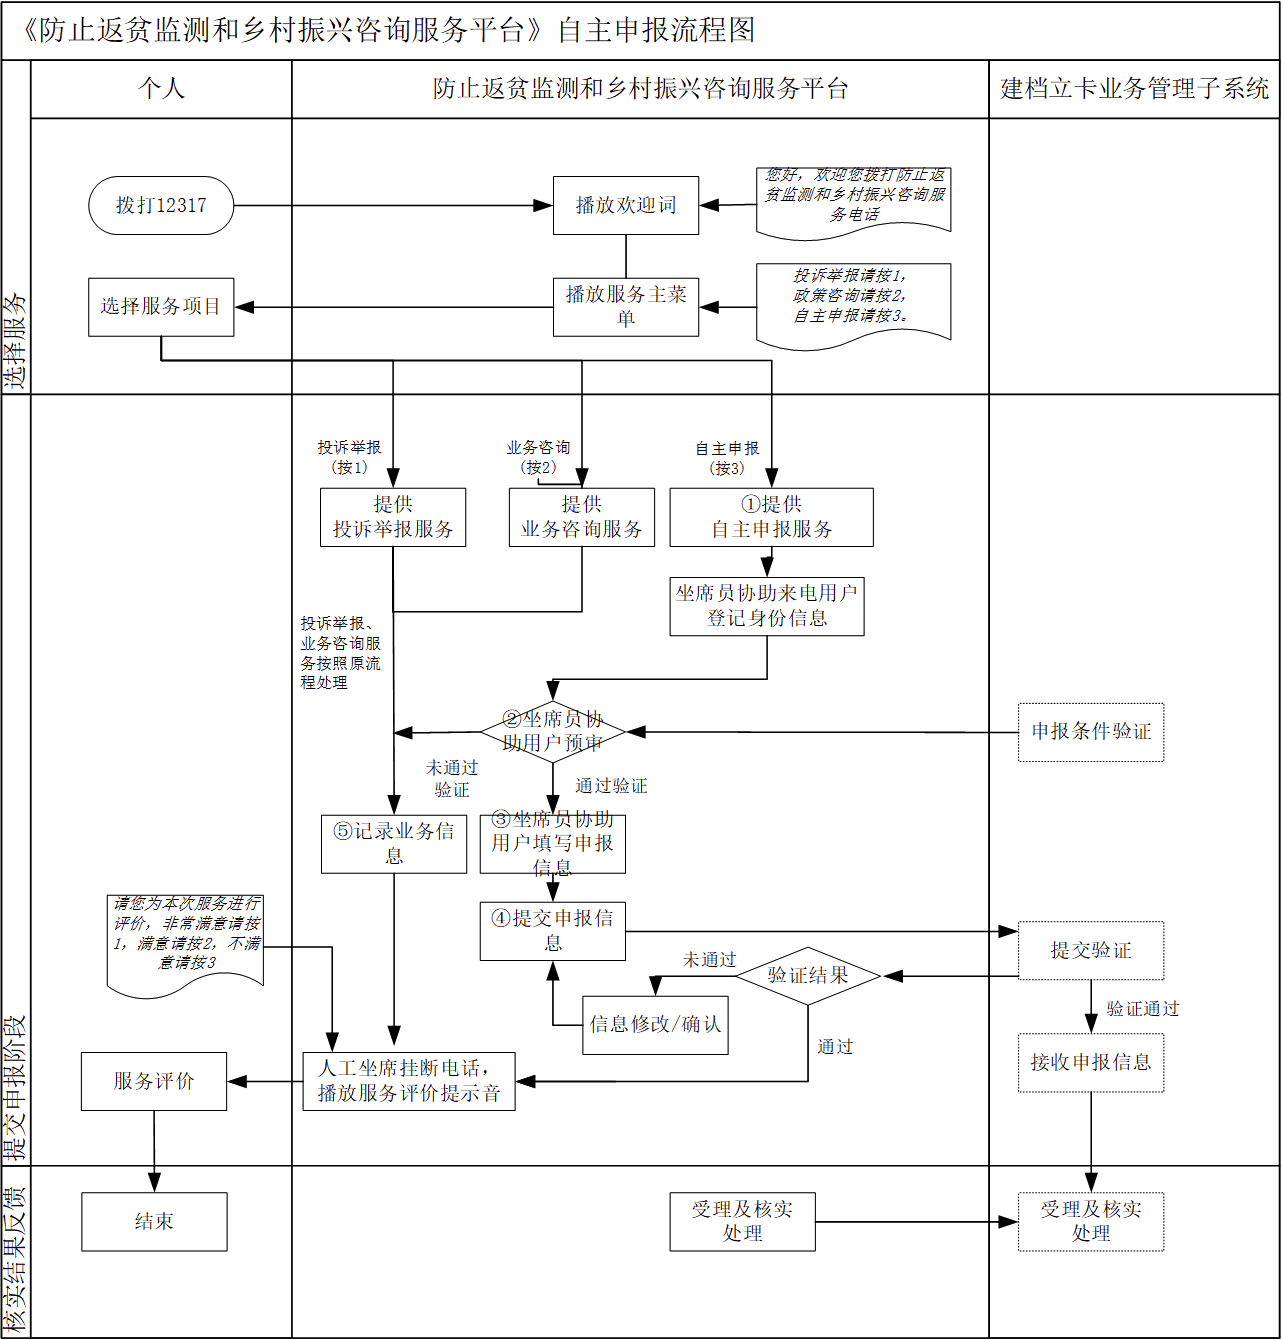 《防止返贫监测和乡村振兴咨询服务平台》自主申报流程图
个人
防止返贫监测和乡村振兴咨询服务平台
建档立卡业务管理子系统
选择服务
拨打12317
播放欢迎词
您好，欢迎您拨打防止返
贫监测和乡村振兴咨询服
务电话
选择服务项目
播放服务主菜
单
投诉举报请按1，
政策咨询请按2，
自主申报请按3。
提交申报阶段
投诉举报
(按1)
业务咨询
(按2)
自主申报
(按3)
提供
投诉举报服务
提供
业务咨询服务
①提供
自主申报服务
坐席员协助来电用户
登记身份信息
投诉举报、
业务咨询服
务按照原流
程处理
②坐席员协
助用户预审
申报条件验证
未通过
验证
通过验证
⑤记录业务信
息
③坐席员协助
用户填写申报
信息
请您为本次服务进行
评价，非常满意请按
1，满意请按2，不满
意请按3
④提交申报信
息
提交验证
未通过
验证结果
验证通过
信息修改/确认
通过
接收申报信息
服务评价
人工坐席挂断电话，
播放服务评价提示音
核实结果反馈
结束
受理及核实
处理
受理及核实
处理